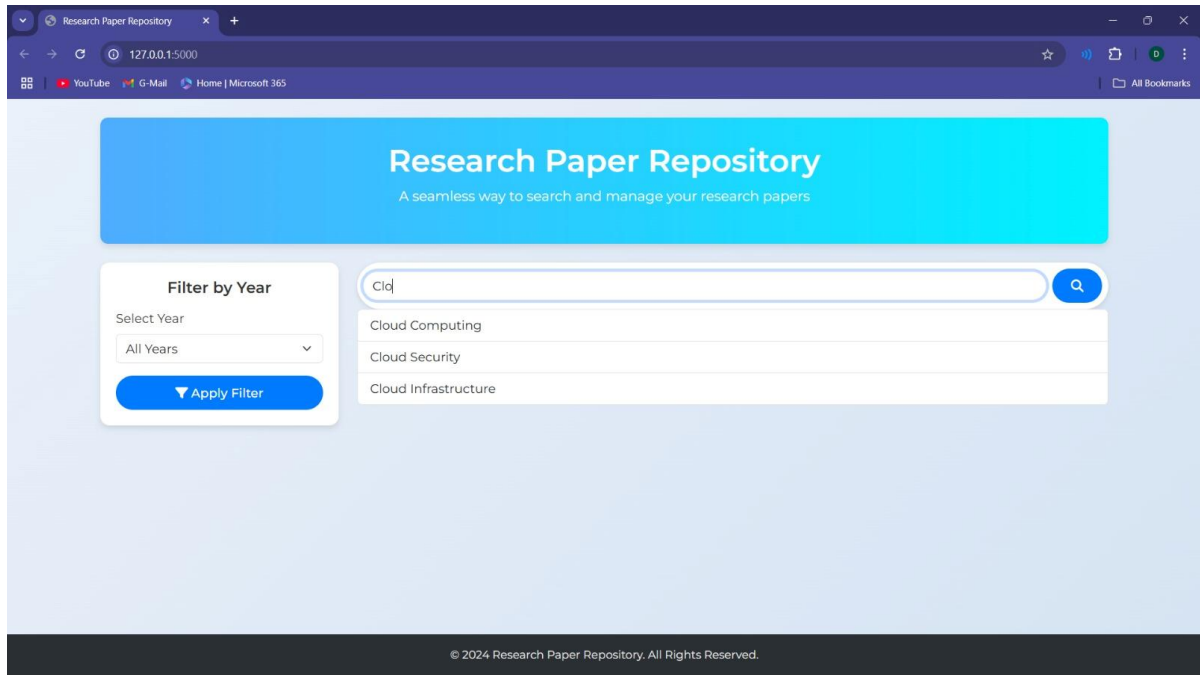 Research Paper Repository
127.0.0.1:5000
D
YouTube G-Mail Home | Microsoft 365 All Bookmarks
Research Paper Repository
A seamless way to search and manage your research papers
Filter by Year
Select Year
All Years
Apply Filter
Clo
Cloud Computing
Cloud Security
Cloud Infrastructure
© 2024 Research Paper Repository. All Rights Reserved.